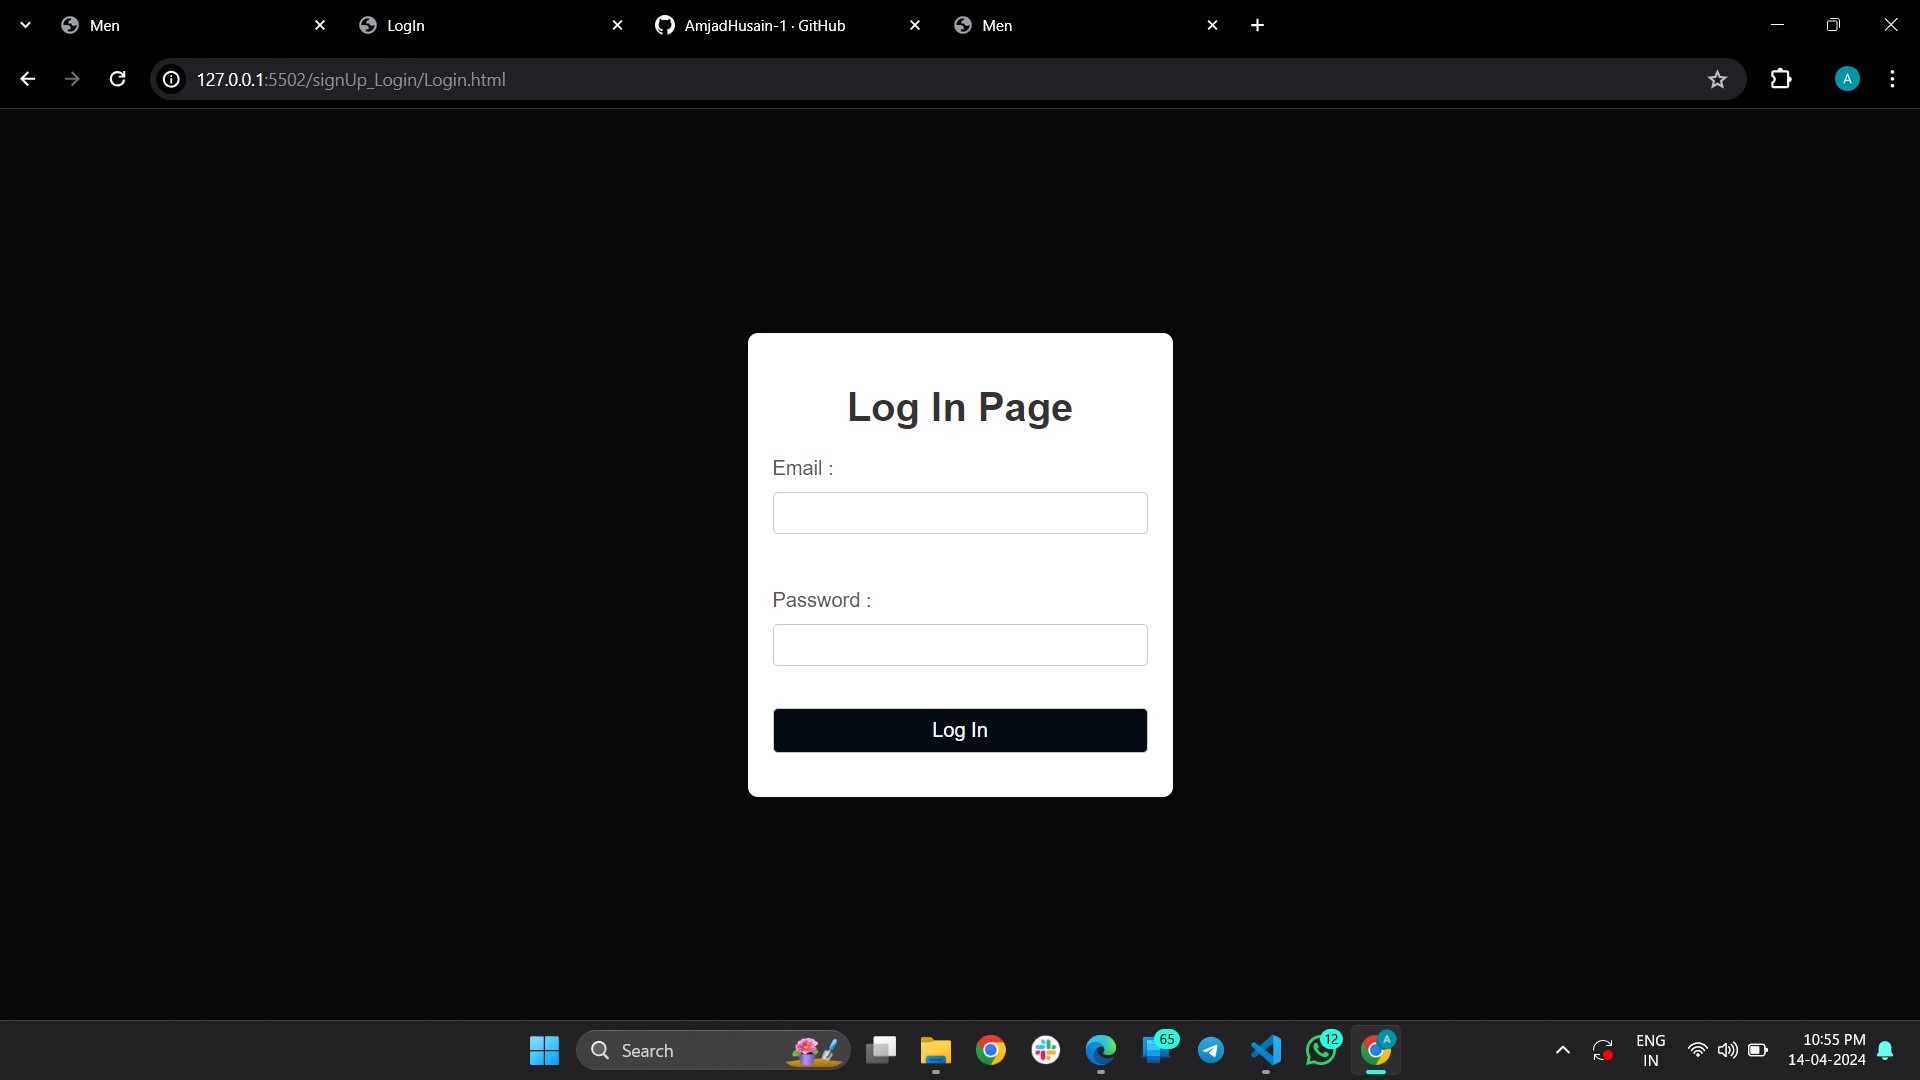 Men
LogIn
AmjadHusain-1 · GitHub
Men
127.0.0.1:5502/signUp_Login/Login.html
A
Log In Page
Email :
Password :
Log In
Search
65
12
A
ENG
IN
10:55 PM
14-04-2024